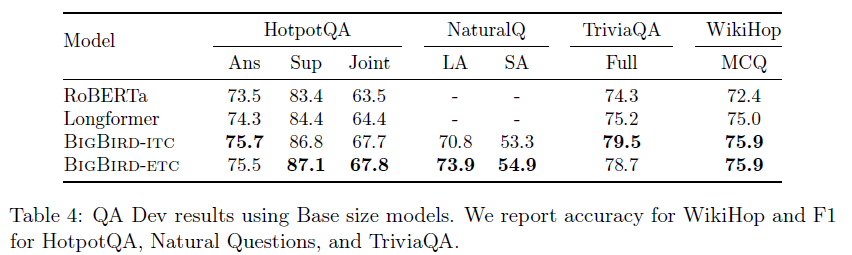 Model HotpotQA NaturalQ TriviaQA WikiHop
Ans Sup Joint LA SA Full MCQ
RoBERTa 73.5 83.4 63.5 - - 74.3 72.4
Longformer 74.3 84.4 64.4 - - 75.2 75.0
BIGBIRD-ITC 75.7 86.8 67.7 70.8 53.3 79.5 75.9
BIGBIRD-ETC 75.5 87.1 67.8 73.9 54.9 78.7 75.9
Table 4: QA Dev results using Base size models. We report accuracy for WikiHop and F1
for HotpotQA, Natural Questions, and TriviaQA.